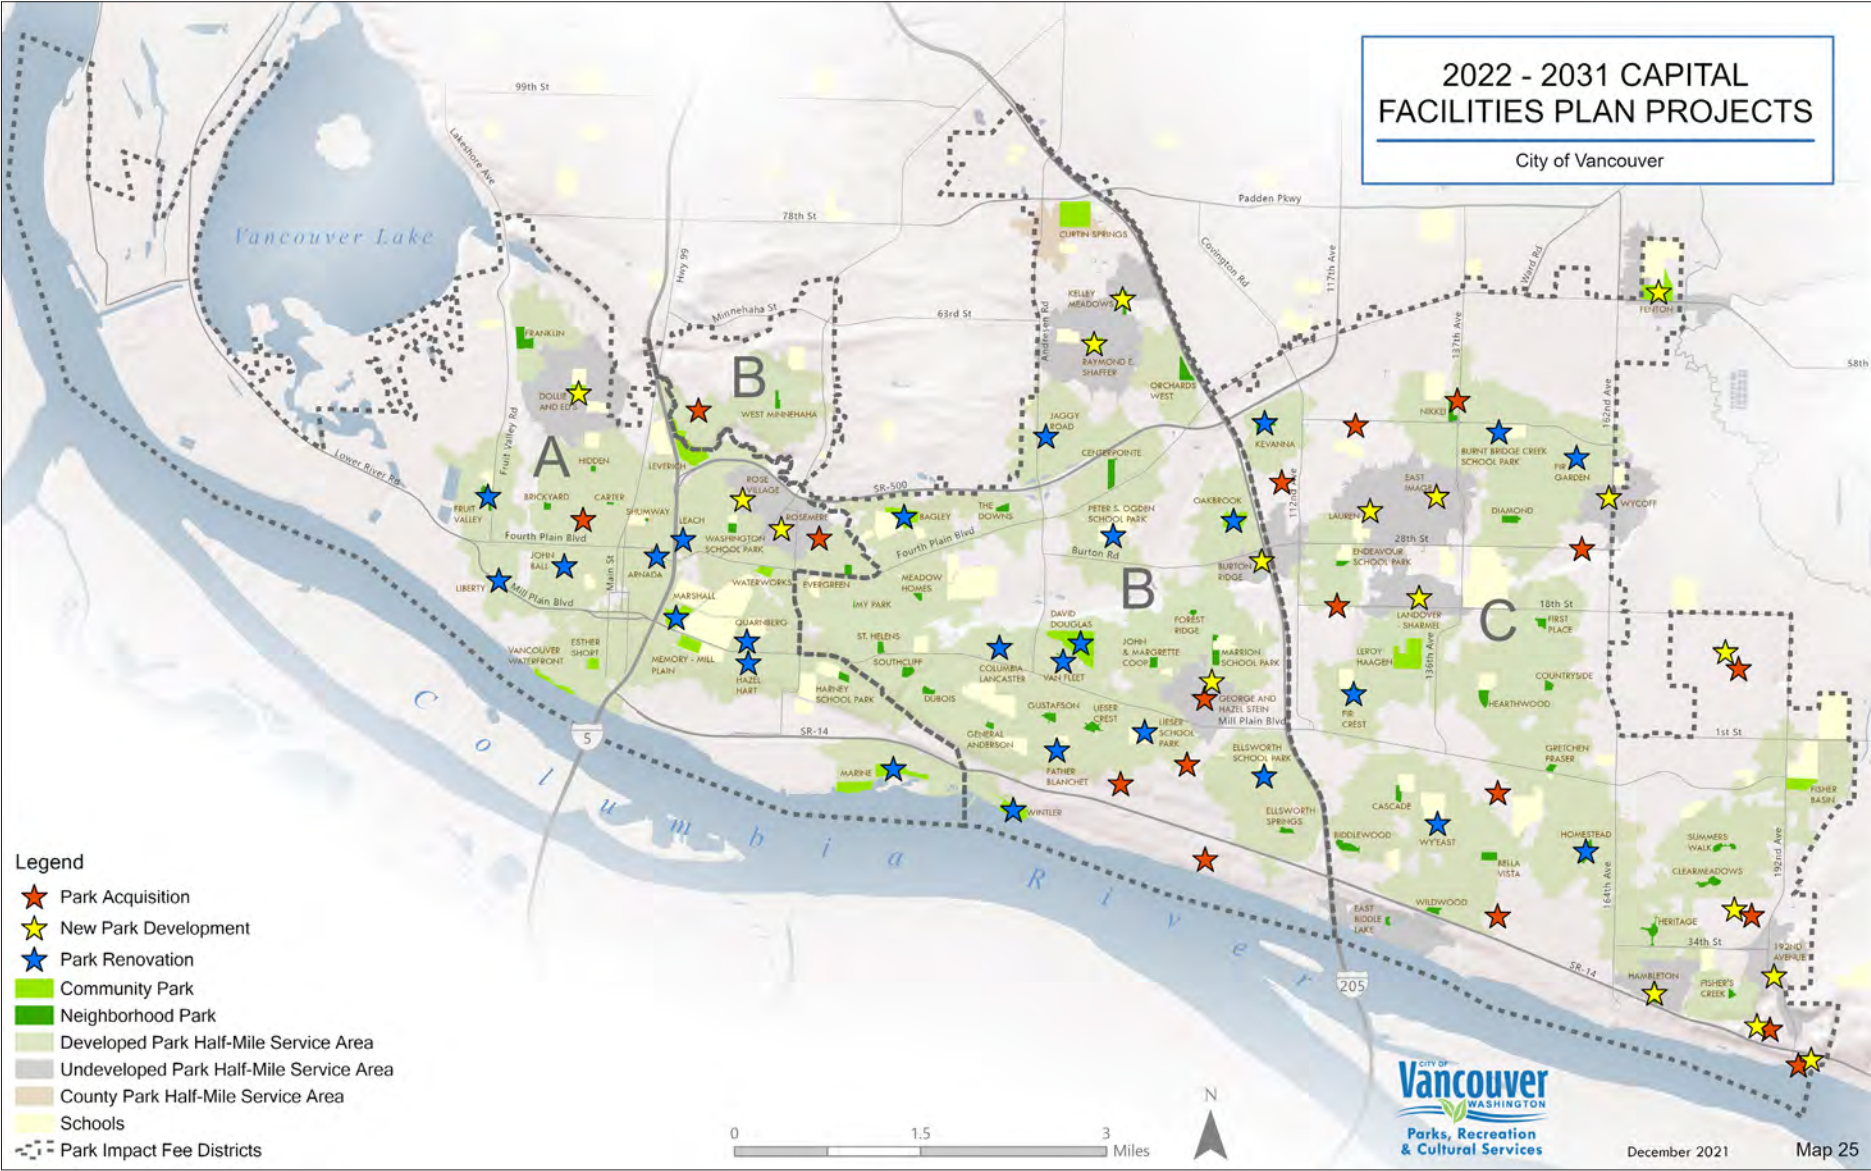 2022 - 2031 CAPITAL
FACILITIES PLAN PROJECTS
City of Vancouver
99th St
Lakeshore Ave
Hwy 99
78th St
Padden Pkwy
Vancouver Lake
CURTIN SPRINGS
Covington Rd
117th Ave
Ward Rd
KELLEY
MEADOWS
FENTON
Minnehaha St
63rd St
Andresen Rd
137th Ave
FRANKLIN
RAYMOND E.
SHAFFER
58th
B
ORCHARDS
WEST
DOLLIE
AND ED'S
WEST MINNEHAHA
162nd Ave
NIKKEI
JAGGY
ROAD
KEVANNA
Fruit Valley Rd
A
HIDDEN
LEVERICH
CENTERPOINTE
BURNT BRIDGE CREEK
SCHOOL PARK
FIR
GARDEN
Lower River Rd
ROSE
VILLAGE
SR-500
112th Ave
EAST
IMAGE
BRICKYARD
CARTER
OAKBROOK
WYCOFF
FRUIT
VALLEY
SHUMWAY
LEACH
ROSEMERE
BAGLEY
THE
DOWNS
PETER S. OGDEN
SCHOOL PARK
LAUREN
DIAMOND
Fourth Plain Blvd
WASHINGTON
SCHOOL PARK
Fourth Plain Blvd
Burton Rd
28th St
JOHN
BALL
Main St
ARNADA
BURTON
RIDGE
ENDEAVOUR
SCHOOL PARK
LIBERTY
Mill Plain Blvd
WATERWORKS
EVERGREEN
MEADOW
HOMES
B
MARSHALL
IMY PARK
DAVID
DOUGLAS
FOREST
RIDGE
LANDOVER
- SHARMEL
C
18th St
FIRST
PLACE
QUARNBERG
ST. HELENS
JOHN
& MARGRETTE
COOP
MARRION
SCHOOL PARK
LEROY
HAAGEN
136th Ave
VANCOUVER
WATERFRONT
ESTHER
SHORT
MEMORY - MILL
PLAIN
SOUTHCLIFF
COLUMBIA
LANCASTER
VAN FLEET
COUNTRYSIDE
HAZEL
HART
HARNEY
SCHOOL PARK
DUBOIS
GUSTAFSON
LIESER
CREST
GEORGE AND
HAZEL STEIN
Mill Plain Blvd
FIR
CREST
HEARTHWOOD
5
SR-14
GENERAL
ANDERSON
LIESER
SCHOOL
PARK
1st St
ELLSWORTH
SCHOOL PARK
GRETCHEN
FRASER
MARINE
FATHER
BLANCHET
FISHER
BASIN
Columbia River
WINTLER
ELLSWORTH
SPRINGS
CASCADE
BIDDLEWOOD
WY'EAST
HOMESTEAD
SUMMERS
WALK
192nd Ave
BELLA
VISTA
CLEARMEADOWS
164th Ave
WILDWOOD
EAST
BIDDLE
LAKE
HERITAGE
34th St
192ND
AVENUE
SR-14
HAMBLETON
FISHER'S
CREEK
205
Legend
Park Acquisition
New Park Development
Park Renovation
Community Park
Neighborhood Park
Developed Park Half-Mile Service Area
Undeveloped Park Half-Mile Service Area
County Park Half-Mile Service Area
Schools
Park Impact Fee Districts
0 1.5 3
Miles
N
CITY OF
Vancouver
WASHINGTON
Parks, Recreation
& Cultural Services
December 2021
Map 25